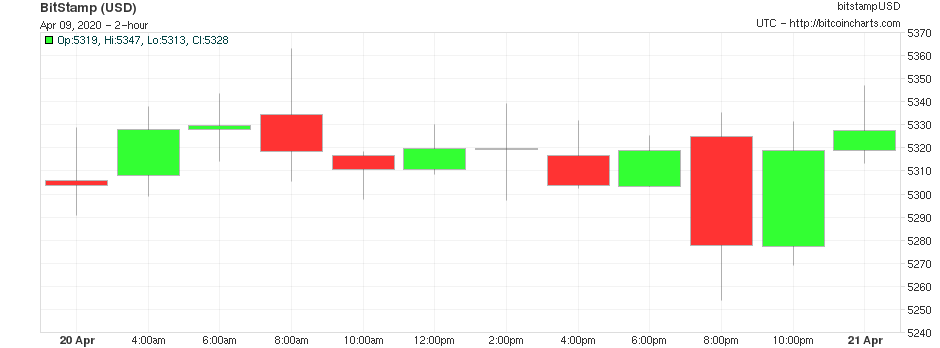 BitStamp (USD)
bitstampUSD
Apr 09, 2020 - 2-hour
UTC - http://bitcoincharts.com
Op:5319, Hi:5347, Lo:5313, Cl:5328
5370
5360
5350
5340
5330
5320
5310
5300
5290
5280
5270
5260
5250
5240
20 Apr 4:00am 6:00am 8:00am 10:00am 12:00pm 2:00pm 4:00pm 6:00pm 8:00pm 10:00pm 21 Apr